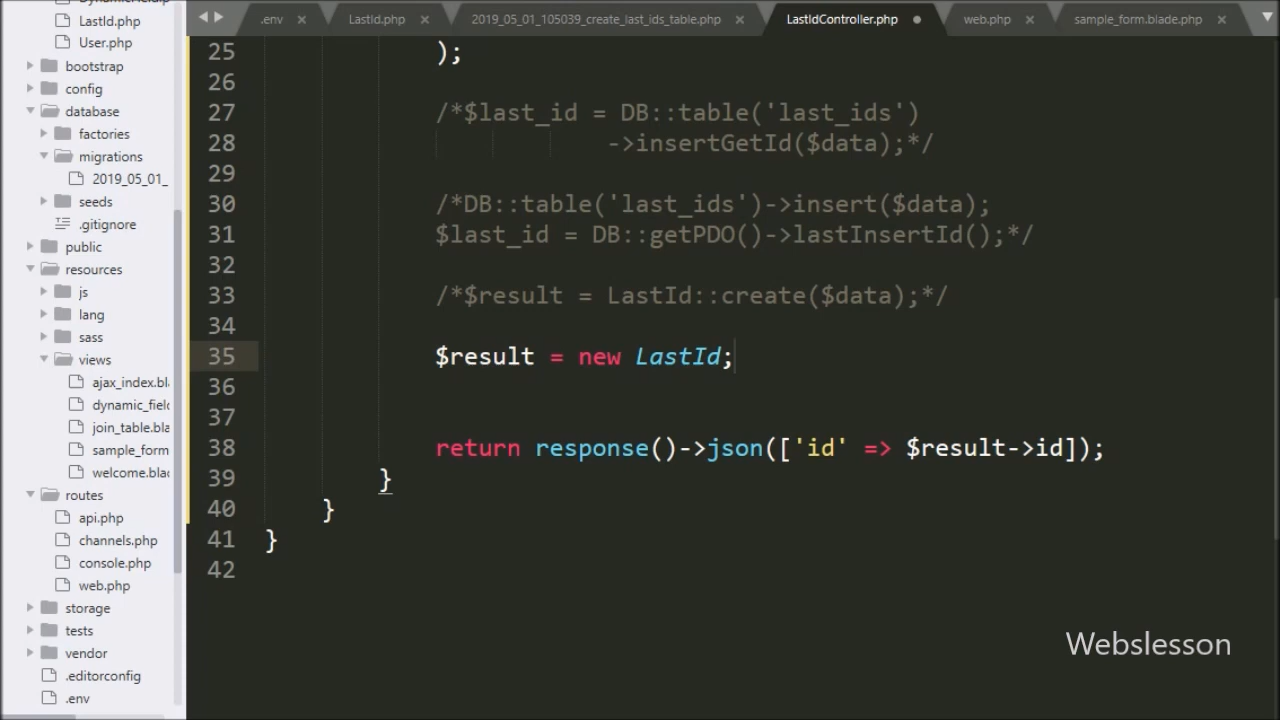 DynamicField.p
LastId.php
User.php
bootstrap
config
database
factories
migrations
2019_05_01_
seeds
.gitignore
public
resources
js
lang
sass
views
ajax_index.bl
dynamic_fiel
join_table.bla
sample_form
welcome.blad
routes
api.php
channels.php
console.php
web.php
storage
tests
vendor
.editorconfig
.env
.env
LastId.php
2019_05_01_105039_create_last_ids_table.php
LastIdController.php
web.php
sample_form.blade.php
25 );
26
27 /*$last_id = DB::table('last_ids')
28 ->insertGetId($data);*/
29
30 /*DB::table('last_ids')->insert($data);
31 $last_id = DB::getPDO()->lastInsertId();*/
32
33 /*$result = LastId::create($data);*/
34
35 $result = new LastId;
36
37
38 return response()->json(['id' => $result->id]);
39 }
40 }
41 }
42
Webslesson